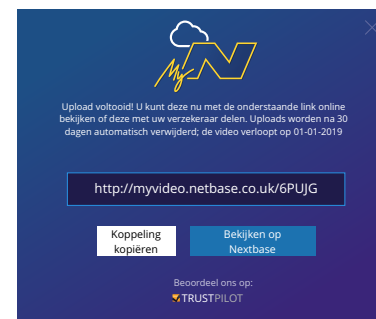 My N
Upload voltooid! U kunt deze nu met de onderstaande link online
bekijken of deze met uw verzekeraar delen. Uploads worden na 30
dagen automatisch verwijderd; de video verloopt op 01-01-2019
http://myvideo.netbase.co.uk/6PUJG
Koppeling
kopiëren
Bekijken op
Nextbase
Beoordeel ons op:
TRUSTPILOT